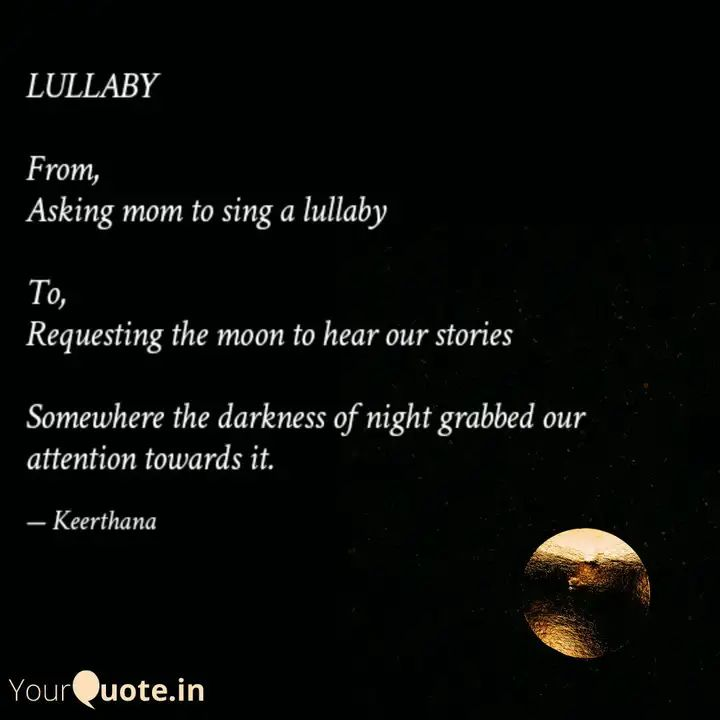 LULLABY
From,
Asking mom to sing a lullaby
To,
Requesting the moon to hear our stories
Somewhere the darkness of night grabbed our
attention towards it.
— Keerthana
YourQuote.in